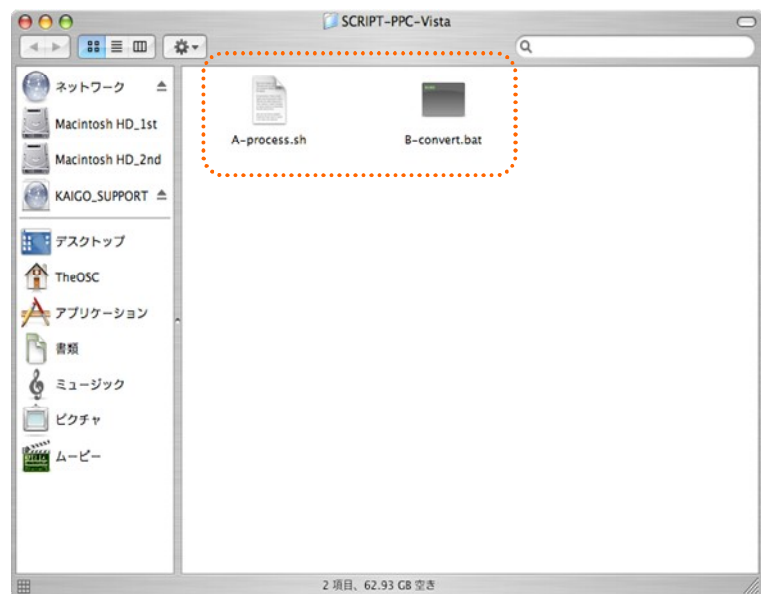 SCRIPT-PPC-Vista
ネットワーク
Macintosh HD_1st
Macintosh HD_2nd
KAIGO_SUPPORT
デスクトップ
TheOSC
アプリケーション
書類
ミュージック
ピクチャ
ムービー
A-process.sh
B-convert.bat
2 項目、62.93 GB 空き